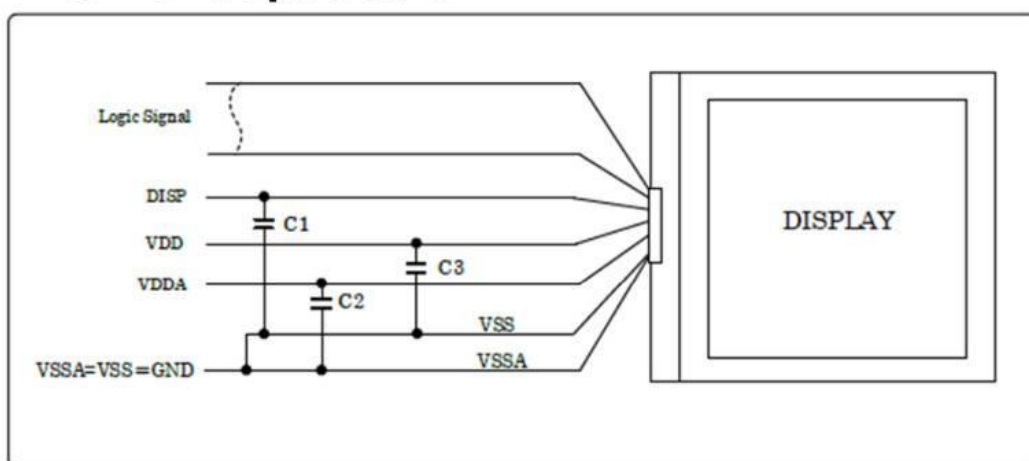 Logic Signal
DISP
C1
VDD
C3
VDDA
C2
VSS
VSSA=VSS=GND
VSSA
DISPLAY